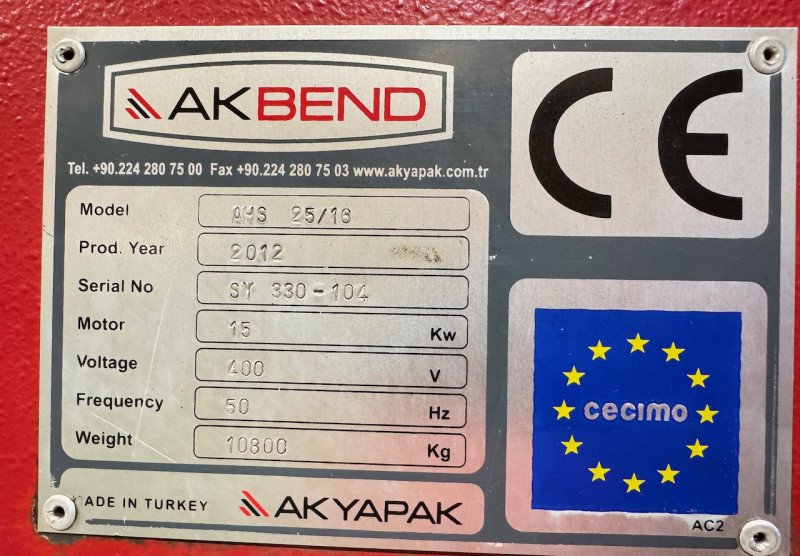 AKBEND
Tel. +90.224 280 75 00 Fax +90.224 280 75 03 www.akyapak.com.tr
Model AHS 25/16
Prod. Year 2012
Serial No SY 330-104
Motor 15 Kw
Voltage 400 V
Frequency 50 Hz
Weight 10800 Kg
MADE IN TURKEY AKYAPAK
CE
cecimo
AC2